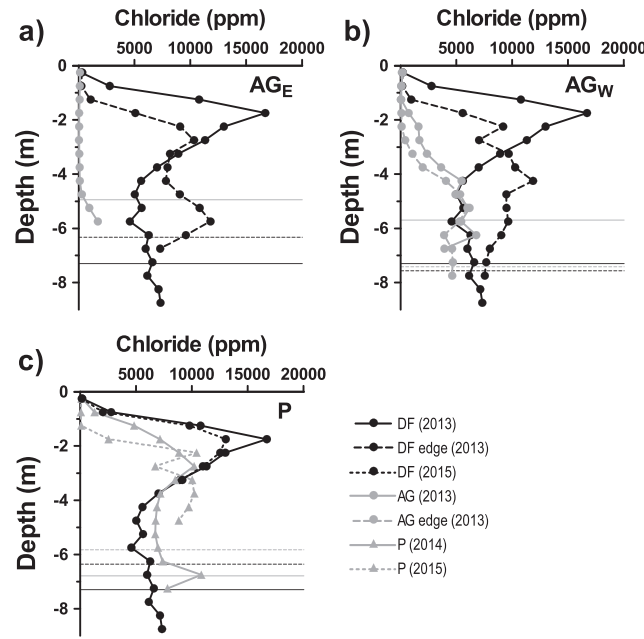 a)
Chloride (ppm)
5000 10000 15000 20000
0
-2
-4
-6
-8
Depth (m)
AGE
b)
Chloride (ppm)
5000 10000 15000 20000
0
-2
-4
-6
-8
Depth (m)
AGW
c)
Chloride (ppm)
5000 10000 15000 20000
0
-2
-4
-6
-8
Depth (m)
P
DF (2013)
DF edge (2013)
DF (2015)
AG (2013)
AG edge (2013)
P (2014)
P (2015)